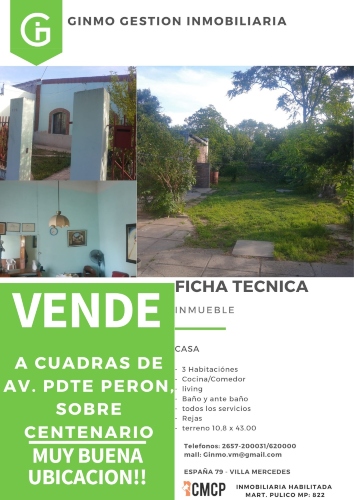 Gi
GINMO GESTION INMOBILIARIA
VENDE
A CUADRAS DE
AV. PDTE PERON,
SOBRE
CENTENARIO
MUY BUENA
UBICACION!!
FICHA TECNICA
INMUEBLE
CASA
- 3 Habitaciónes
- Cocina/Comedor
- living
- Baño y ante baño
- todos los servicios
- Rejas
- terreno 10,8 x 43.00
Telefonos: 2657-200031/620000
mail: Ginmo.vm@gmail.com
ESPAÑA 79 - VILLA MERCEDES
CMCP
INMOBILIARIA HABILITADA
MART. PULICO MP: 822